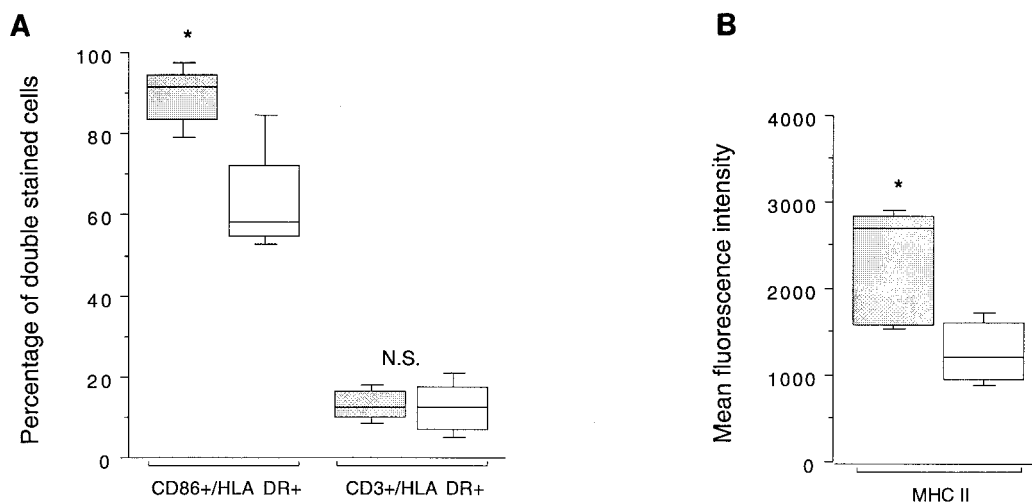 A
*
Percentage of double stained cells
100
80
60
40
20
0
N.S.
CD86+/HLA DR+
CD3+/HLA DR+
B
*
Mean fluorescence intensity
4000
3000
2000
1000
0
MHC II